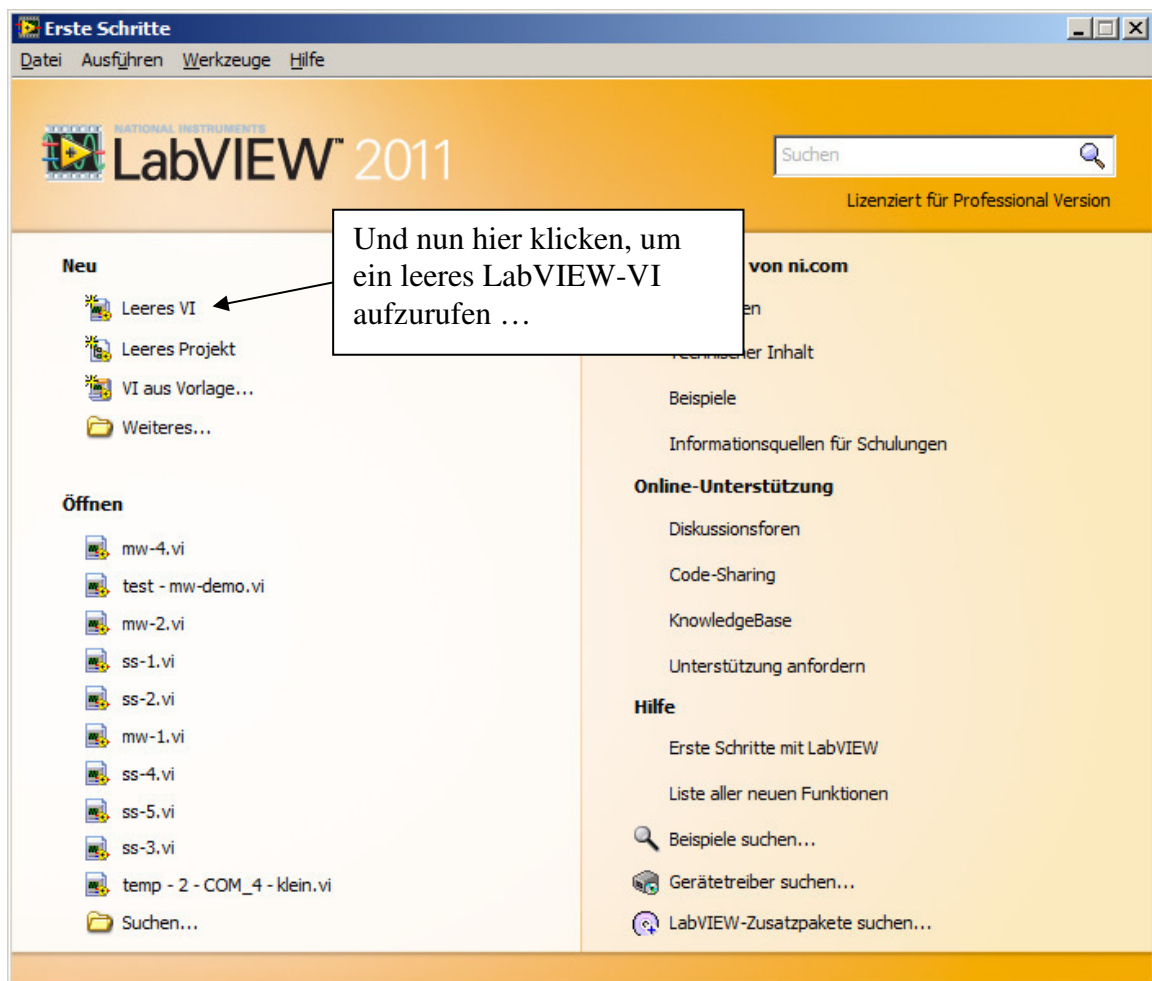 Erste Schritte
Datei Ausführen Werkzeuge Hilfe
NATIONAL INSTRUMENTS
LabVIEW™ 2011
Suchen
Lizenziert für Professional Version
Und nun hier klicken, um
ein leeres LabVIEW-VI
aufzurufen …
Neu
Leeres VI
Leeres Projekt
VI aus Vorlage...
Weiteres...
Öffnen
mw-4.vi
test - mw-demo.vi
mw-2.vi
ss-1.vi
ss-2.vi
mw-1.vi
ss-4.vi
ss-5.vi
ss-3.vi
temp - 2 - COM_4 - klein.vi
Suchen...
von ni.com
Inhalt
Beispiele
Informationsquellen für Schulungen
Online-Unterstützung
Diskussionsforen
Code-Sharing
KnowledgeBase
Unterstützung anfordern
Hilfe
Erste Schritte mit LabVIEW
Liste aller neuen Funktionen
Beispiele suchen...
Gerätetreiber suchen...
LabVIEW-Zusatzpakete suchen...